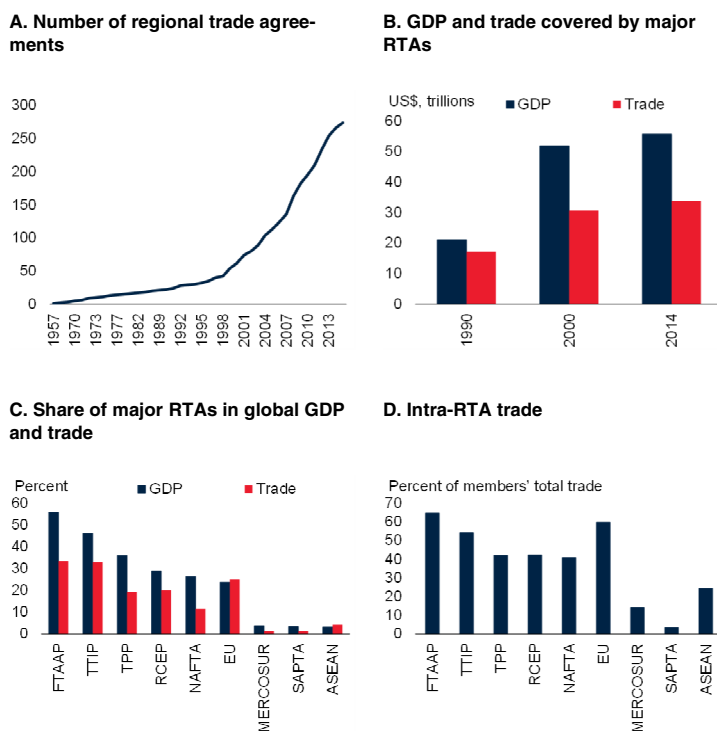 A. Number of regional trade agree-
ments
300
250
200
150
100
50
0
1957
1970
1973
1977
1982
1989
1992
1995
1998
2001
2004
2007
2010
2013
B. GDP and trade covered by major
RTAs
US$, trillions
GDP
Trade
60
50
40
30
20
10
0
1990
2000
2014
C. Share of major RTAs in global GDP
and trade
Percent
GDP
Trade
60
50
40
30
20
10
0
FTAAP
TTIP
TPP
RCEP
NAFTA
EU
MERCOSUR
SAPTA
ASEAN
D. Intra-RTA trade
Percent of members' total trade
70
60
50
40
30
20
10
0
FTAAP
TTIP
TPP
RCEP
NAFTA
EU
MERCOSUR
SAPTA
ASEAN